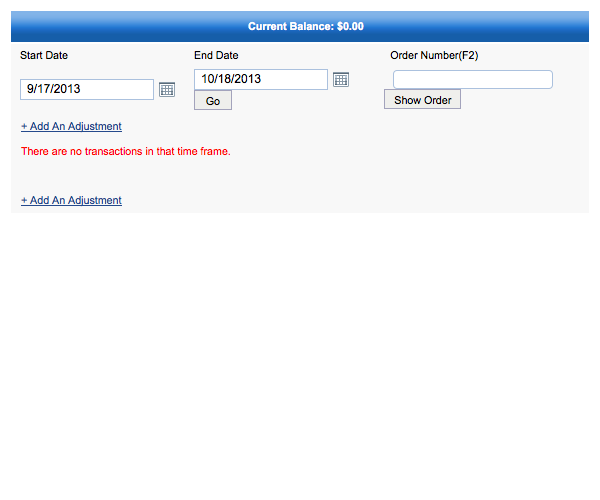 Current Balance: $0.00
Start Date End Date Order Number(F2)
9/17/2013 10/18/2013
Go Show Order
+ Add An Adjustment
There are no transactions in that time frame.
+ Add An Adjustment